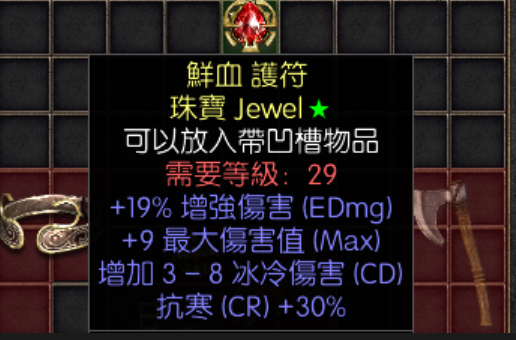 鮮血 護符
珠寶 Jewel★
可以放入帶凹槽物品
需要等級: 29
+19% 增強傷害 (EDmg)
+9 最大傷害值 (Max)
增加 3 – 8 冰冷傷害 (CD)
抗寒 (CR) +30%